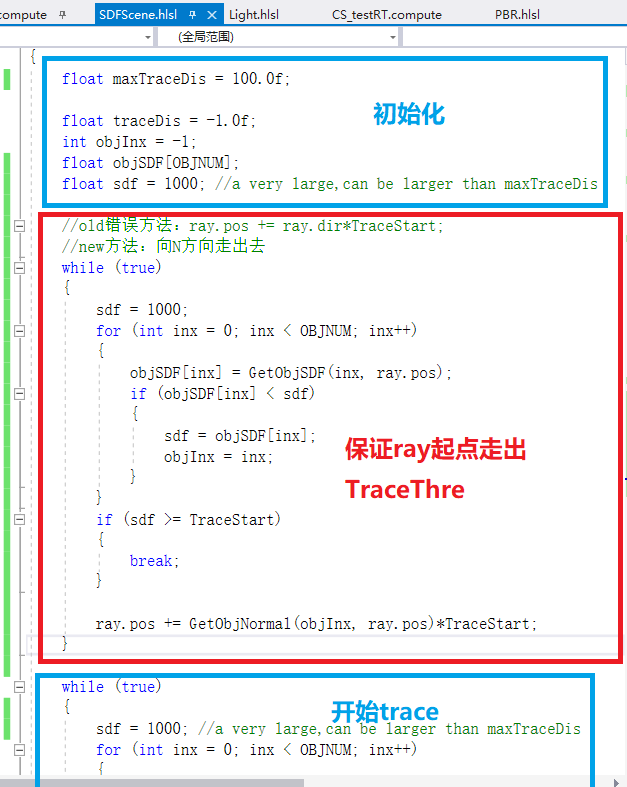 compute
SDFScene.hlsl
Light.hlsl
CS_testRT.compute
PBR.hlsl
(全局范围)
{
float maxTraceDis = 100.0f;
初始化
float traceDis = -1.0f;
int objInx = -1;
float objSDF[OBJNUM];
float sdf = 1000; //a very large,can be larger than maxTraceDis
//old错误方法：ray.pos += ray.dir*TraceStart;
//new方法：向N方向走出去
while (true)
{
sdf = 1000;
for (int inx = 0; inx < OBJNUM; inx++)
{
objSDF[inx] = GetObjSDF(inx, ray.pos);
if (objSDF[inx] < sdf)
{
sdf = objSDF[inx];
objInx = inx;
}
}
保证ray起点走出
TraceThre
if (sdf >= TraceStart)
{
break;
}
ray.pos += GetObjNormal(objInx, ray.pos)*TraceStart;
}
while (true)
{
开始trace
sdf = 1000; //a very large,can be larger than maxTraceDis
for (int inx = 0; inx < OBJNUM; inx++)
{